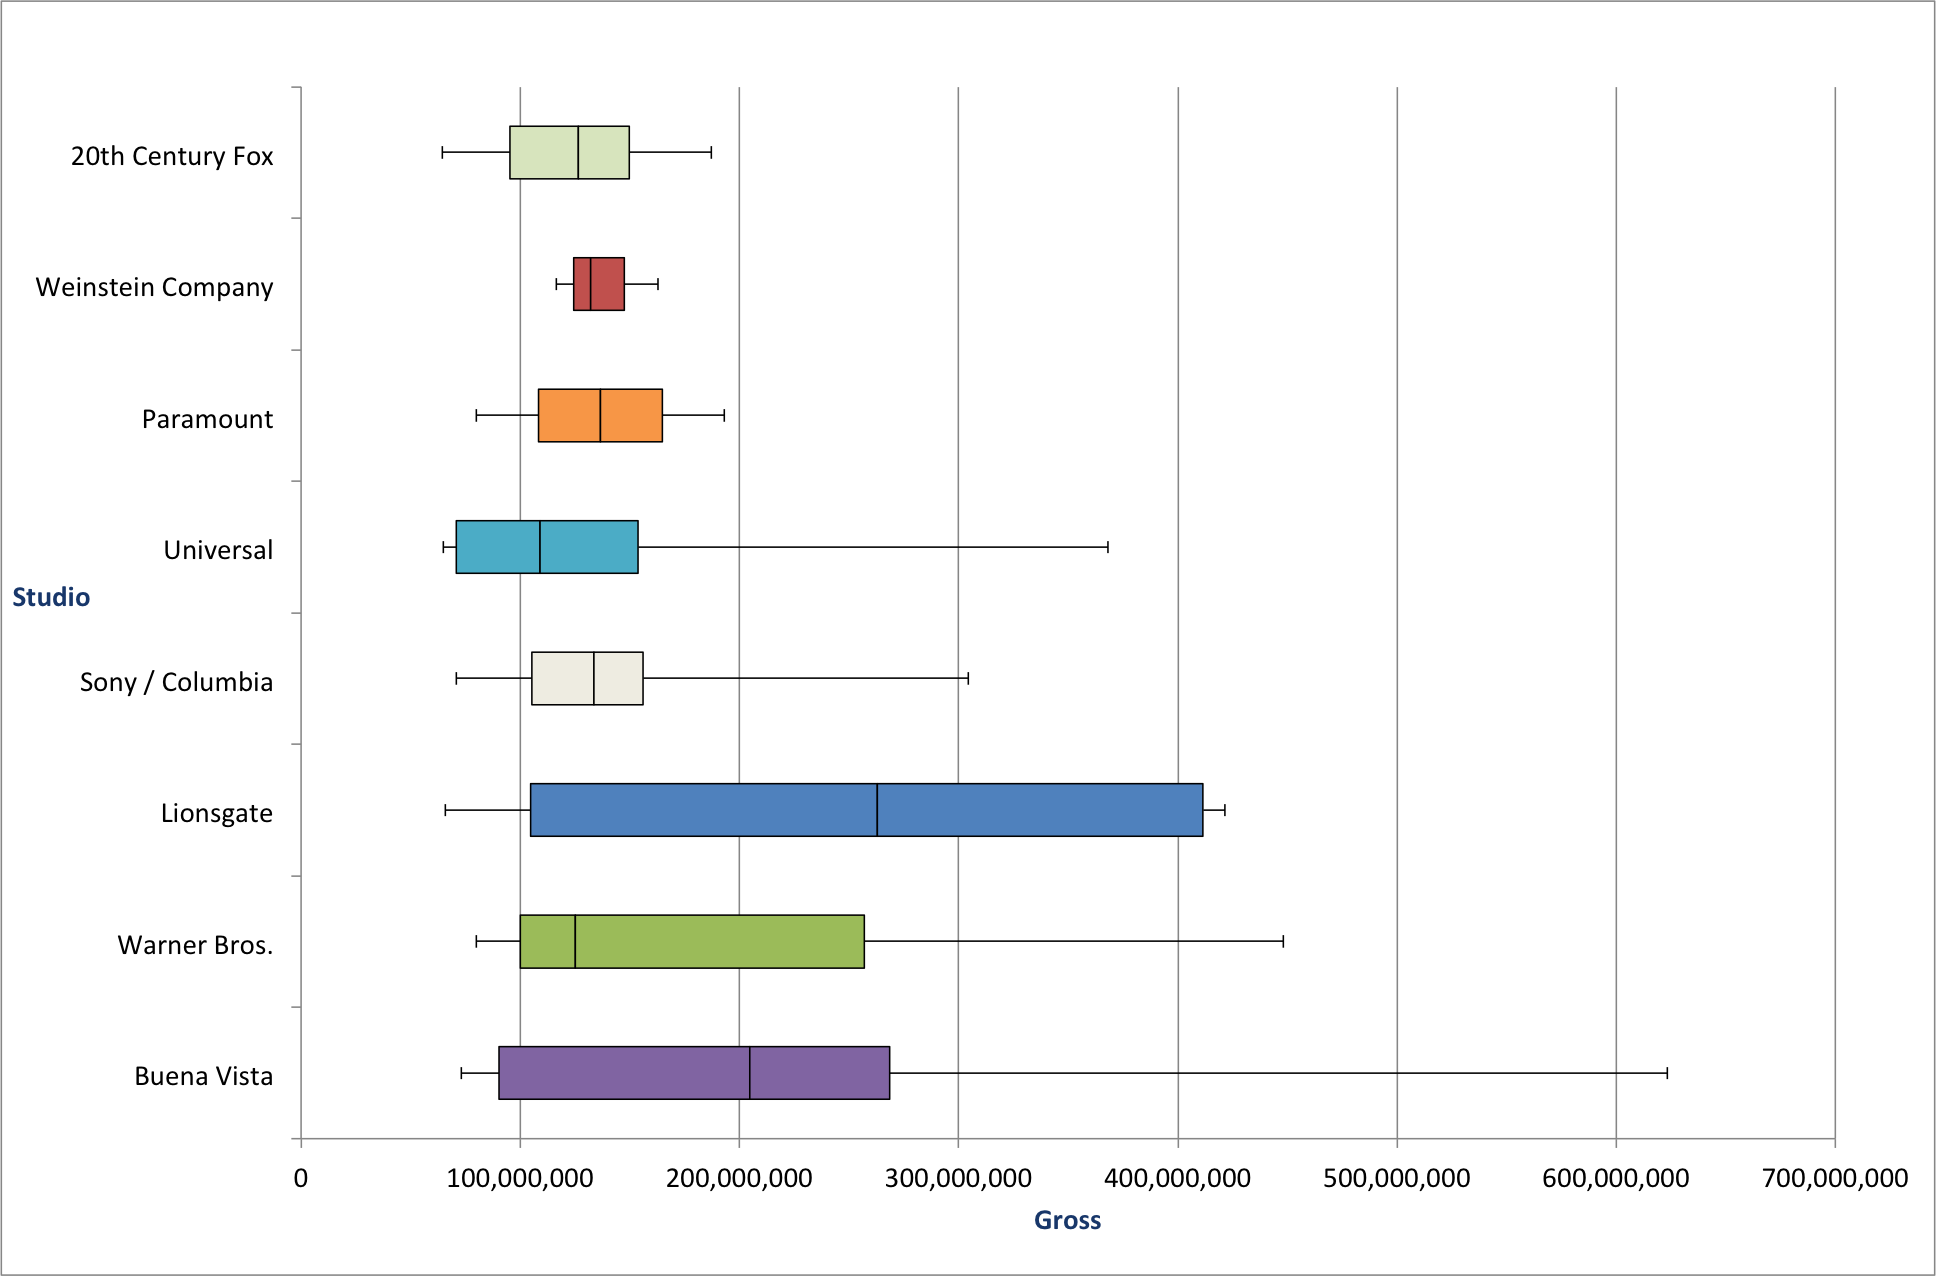 20th Century Fox
Weinstein Company
Paramount
Universal
Studio
Sony / Columbia
Lionsgate
Warner Bros.
Buena Vista
0 100,000,000 200,000,000 300,000,000 400,000,000 500,000,000 600,000,000 700,000,000
Gross